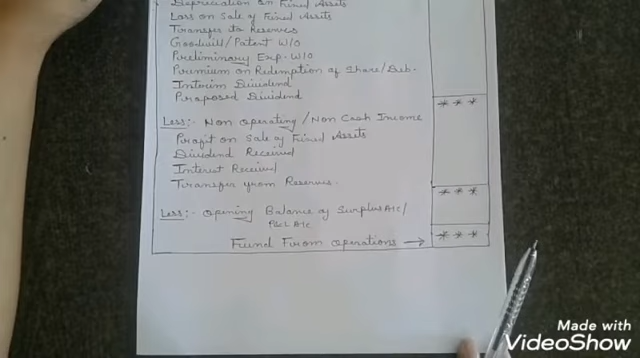 Depreciation on Fixed Assets
Loss on Sale of Fixed Assets
Transfer to Reserves
Goodwill/Patent W/O
Preliminary Exp. W/O
Premium on Redemption of Share/Deb.
Interim Dividend
Proposed Dividend
* * *
Less:- Non operating/Non Cash Income
Profit on Sale of Fixed Assets
Dividend Received
Interest Received
Transfer from Reserves.
* * *
Less:- Opening Balance of Surplus A/c/
P&L A/c
Fund From operations → * * *
Made with
VideoShow